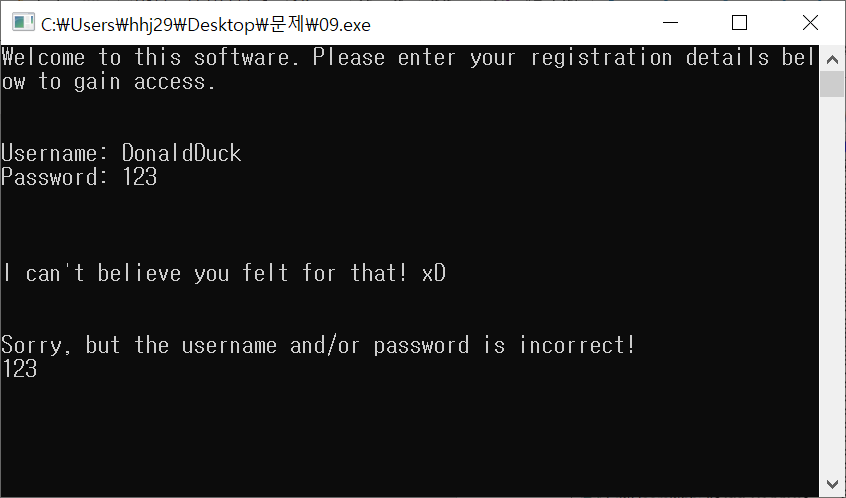 C:₩Users₩hhj29₩Desktop₩문제₩09.exe
Welcome to this software. Please enter your registration details bel
ow to gain access.
Username: DonaldDuck
Password: 123
I can't believe you felt for that! xD
Sorry, but the username and/or password is incorrect!
123